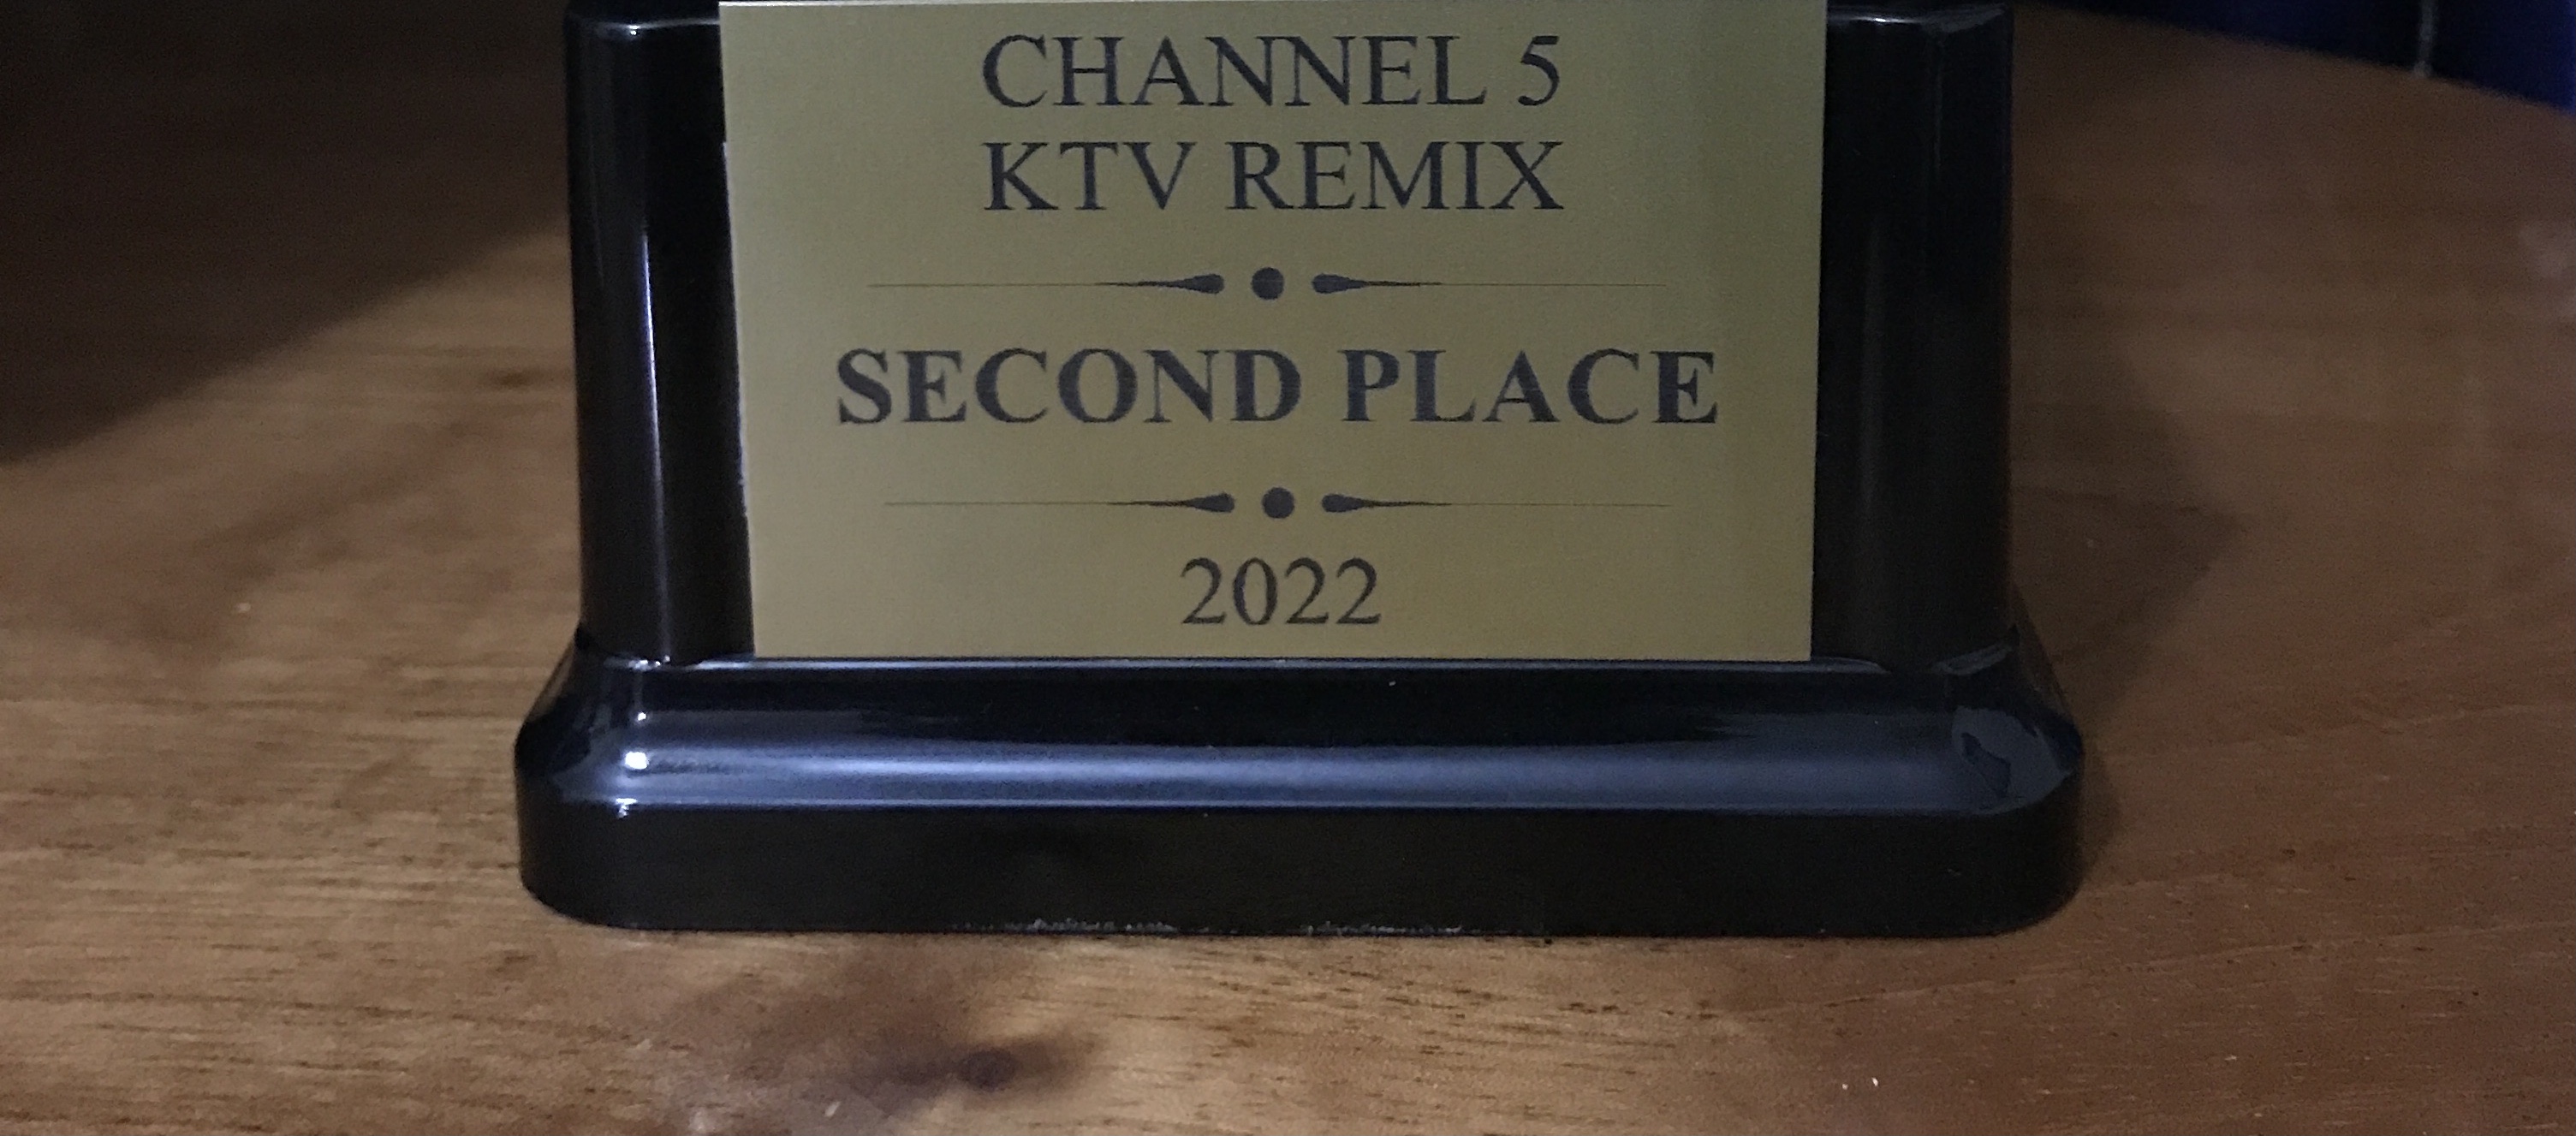 CHANNEL 5
KTV REMIX
SECOND PLACE
2022